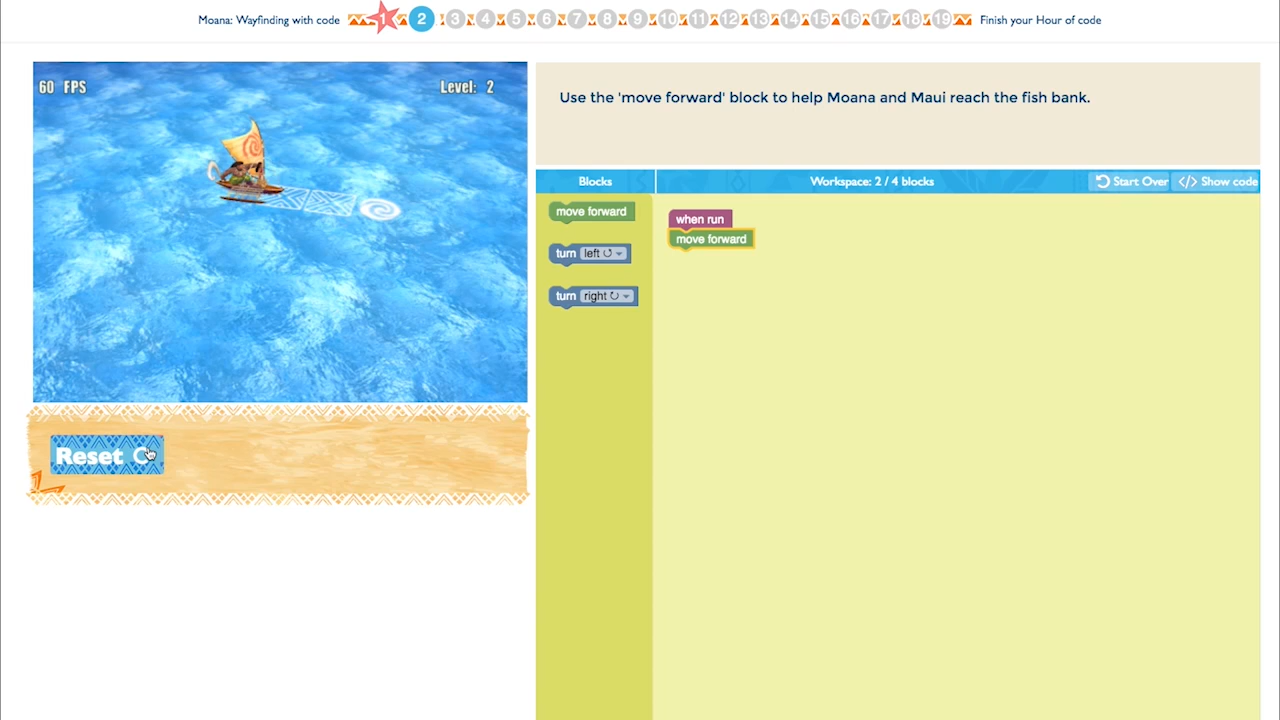 Moana: Wayfinding with code 1 2 3 4 5 6 7 8 9 10 11 12 13 14 15 16 17 18 19 Finish your Hour of code
60 FPS Level: 2
Use the 'move forward' block to help Moana and Maui reach the fish bank.
Blocks Workspace: 2 / 4 blocks Start Over </> Show code
move forward
turn left
turn right
when run
move forward
Reset